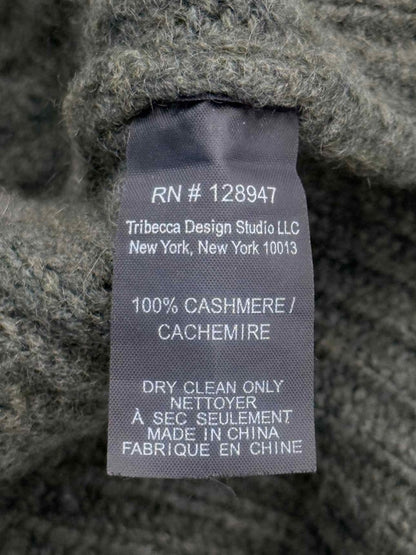 RN # 128947
Tribecca Design Studio LLC
New York, New York 10013
100% CASHMERE /
CACHEMIRE
DRY CLEAN ONLY
NETTOYER
À SEC SEULEMENT
MADE IN CHINA
FABRIQUE EN CHINE